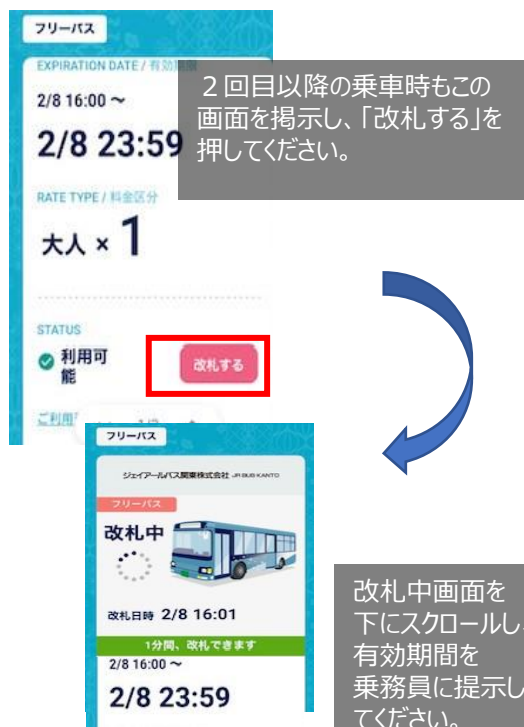 フリーパス
EXPIRATION DATE / 有効期限
2/8 16:00 ～
2/8 23:59
２回目以降の乗車時もこの
画面を掲示し、「改札する」を
押してください。
RATE TYPE / 料金区分
大人 × 1
STATUS
利用可
能
改札する
ご利用
フリーパス
ジェイアールバス関東株式会社 JR BUS KANTO
フリーパス
改札中
改札日時 2/8 16:01
1分間、改札できます
2/8 16:00 ～
2/8 23:59
改札中画面を
下にスクロールし、
有効期間を
乗務員に提示し
てください。